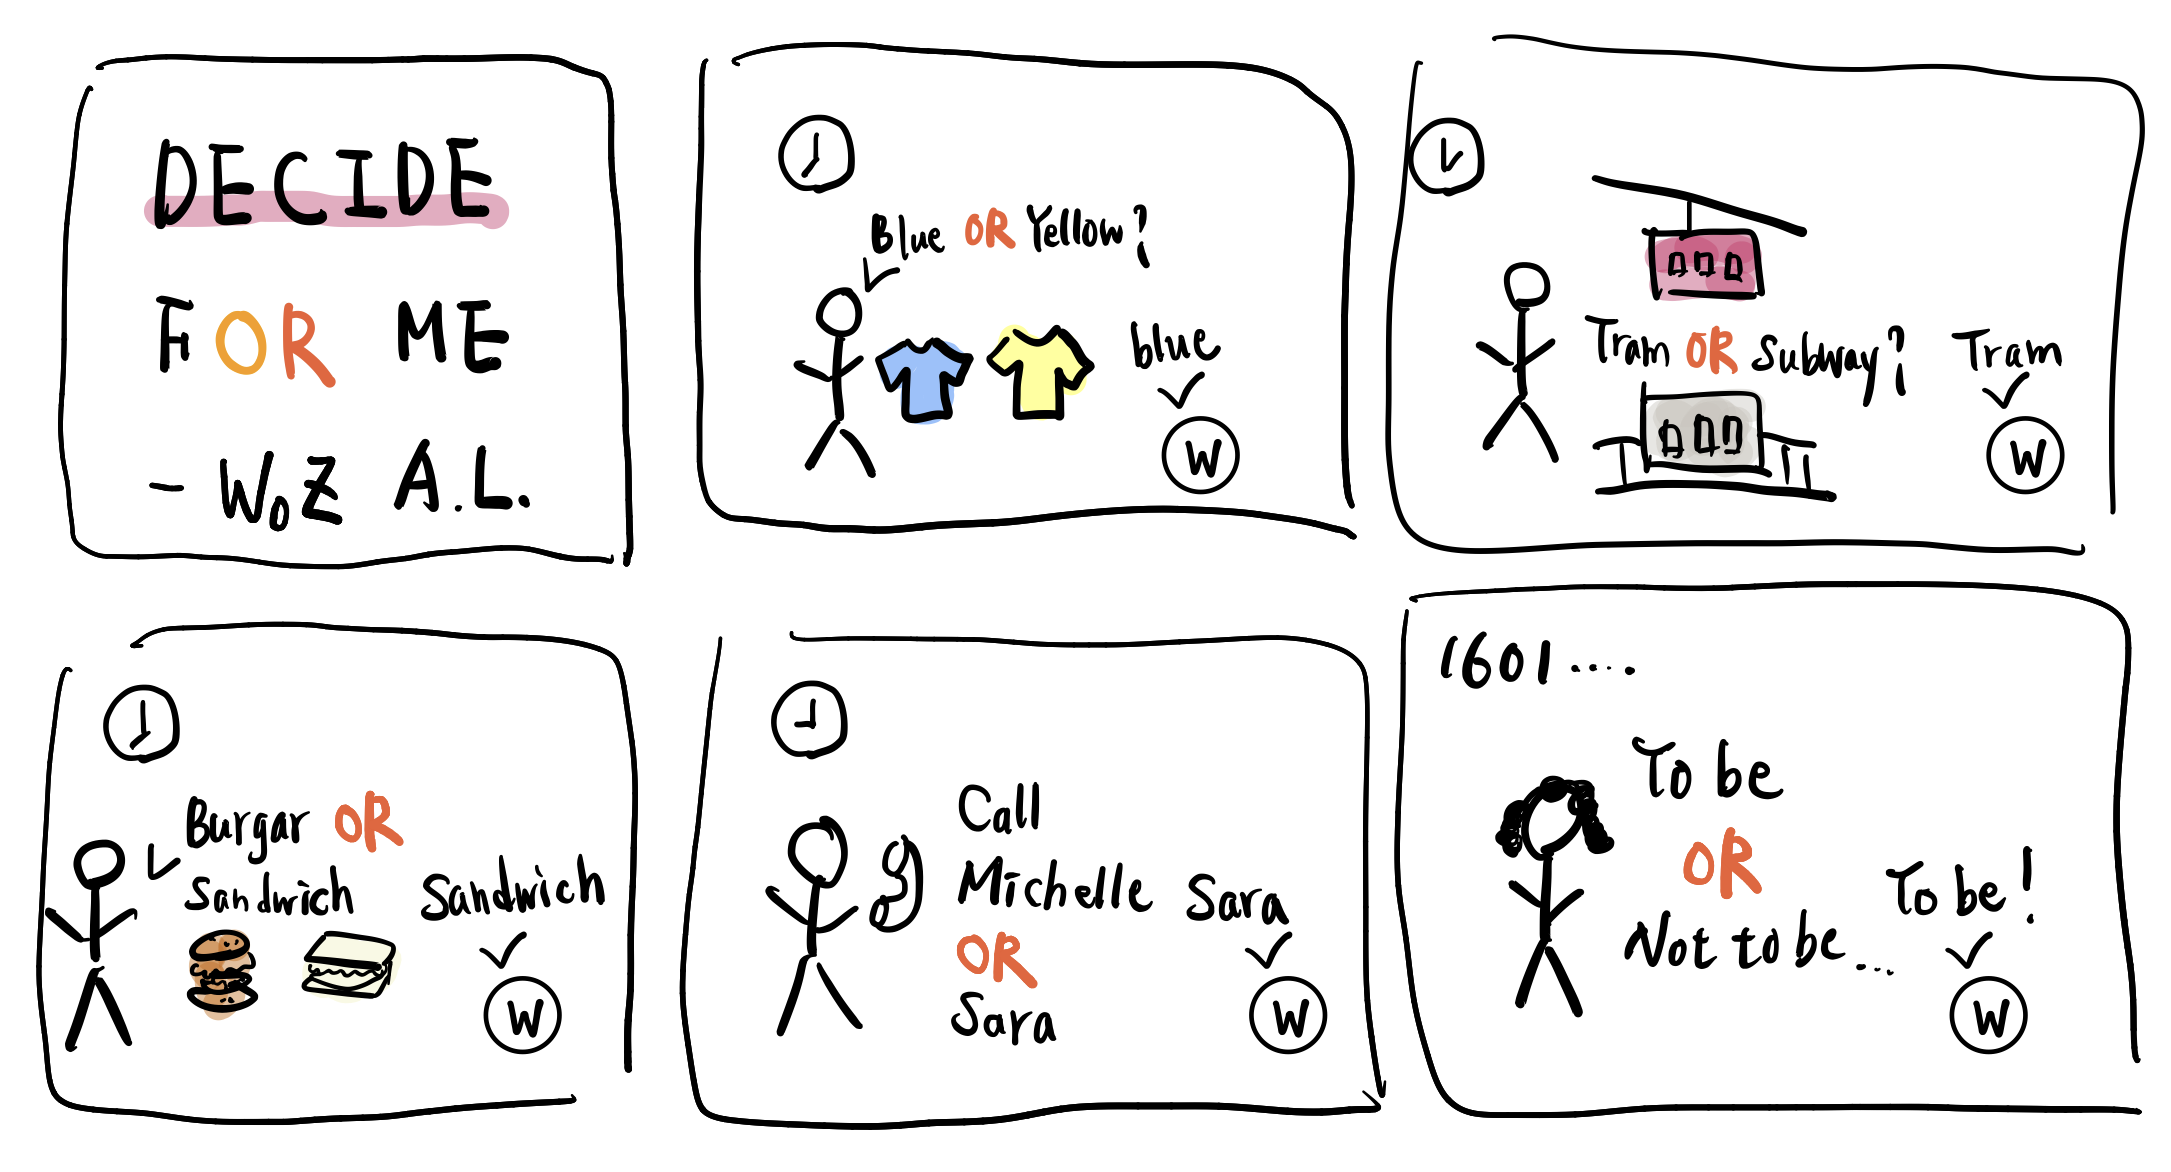 DECIDE
FOR ME
- WoZ A.L.
Blue OR Yellow?
blue
W
Tram OR Subway?
Tram
W
Burgar OR
Sandwich
Sandwich
W
Call
Michelle
OR
Sara
Sara
W
1601.....
To be
OR
Not to be...
To be!
W